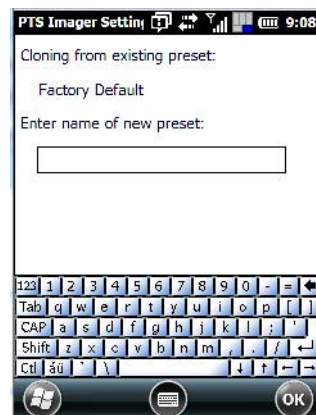 PTS Imager Settin 9:08
Cloning from existing preset:
Factory Default
Enter name of new preset:
123 1 2 3 4 5 6 7 8 9 0 - = ←
Tab q w e r t y u i o p [ ]
CAP a s d f g h j k l ; '
Shift z x c v b n m , . / ↵
Ctl áü ` \ ↓ ↑ ← →
OK